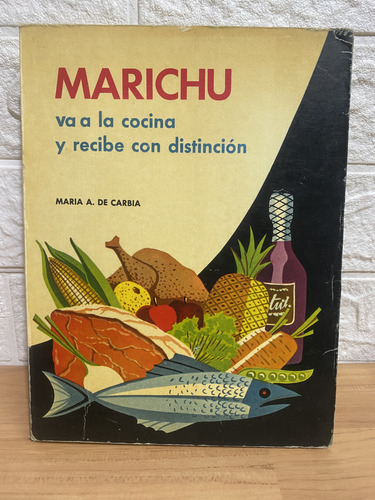 MARICHU
va a la cocina
y recibe con distinción
MARIA A. DE CARBIA